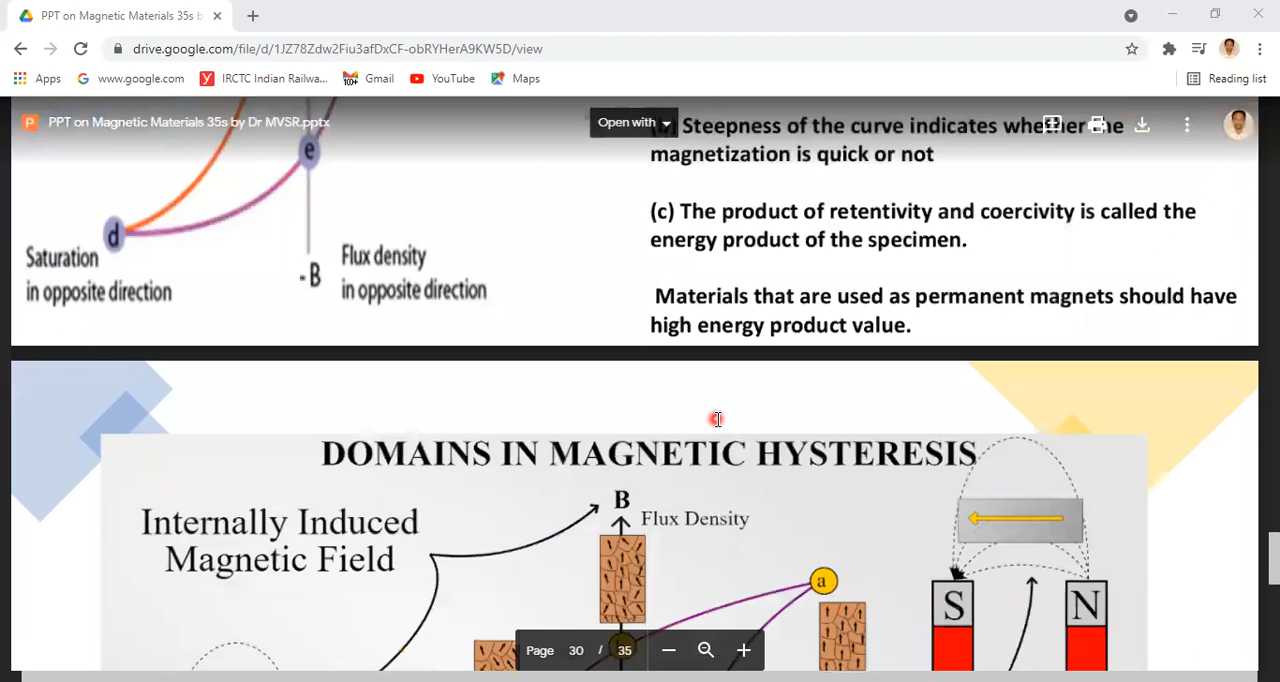 PPT on Magnetic Materials 35s b
drive.google.com/file/d/1JZ78Zdw2Fiu3afDxCF-obRYHerA9KW5D/view
Apps
www.google.com
IRCTC Indian Railwa...
Gmail
YouTube
Maps
Reading list
PPT on Magnetic Materials 35s by Dr MVSR.pptx
Open with
Steepness of the curve indicates whether
magnetization is quick or not
(c) The product of retentivity and coercivity is called the
energy product of the specimen.
Materials that are used as permanent magnets should have
high energy product value.
e
d
Saturation
in opposite direction
- B
Flux density
in opposite direction
DOMAINS IN MAGNETIC HYSTERESIS
Internally Induced
Magnetic Field
B
Flux Density
a
S
N
Page 30 / 35